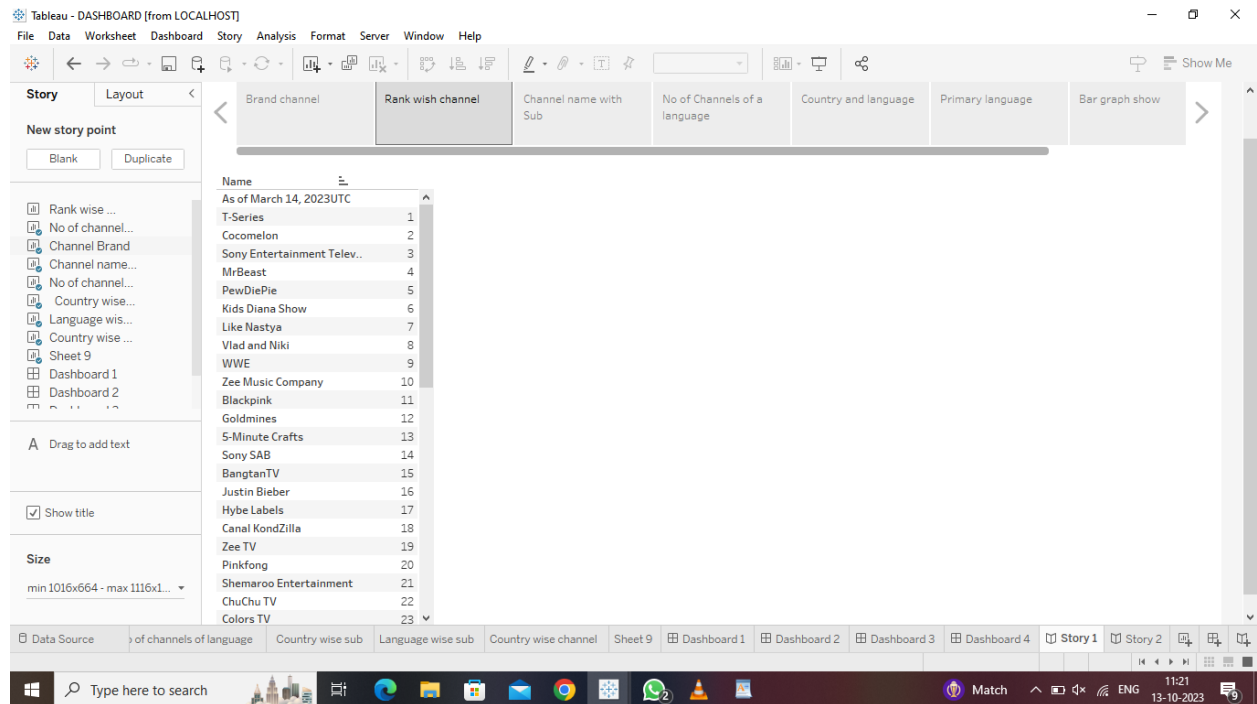 Tableau - DASHBOARD [from LOCALHOST]
File Data Worksheet Dashboard Story Analysis Format Server Window Help
Show Me
Story Layout
New story point
Blank Duplicate
Rank wise ...
No of channel...
Channel Brand
Channel name...
No of channel...
Country wise...
Language wis...
Country wise ...
Sheet 9
Dashboard 1
Dashboard 2
A Drag to add text
Show title
Size
min 1016x664 - max 1116x1...
Brand channel
Rank wish channel
Channel name with
Sub
No of Channels of a
language
Country and language
Primary language
Bar graph show
Name
As of March 14, 2023UTC
T-Series 1
Cocomelon 2
Sony Entertainment Telev.. 3
MrBeast 4
PewDiePie 5
Kids Diana Show 6
Like Nastya 7
Vlad and Niki 8
WWE 9
Zee Music Company 10
Blackpink 11
Goldmines 12
5-Minute Crafts 13
Sony SAB 14
BangtanTV 15
Justin Bieber 16
Hybe Labels 17
Canal KondZilla 18
Zee TV 19
Pinkfong 20
Shemaroo Entertainment 21
ChuChu TV 22
Colors TV 23
Data Source of channels of language Country wise sub Language wise sub Country wise channel Sheet 9 Dashboard 1 Dashboard 2 Dashboard 3 Dashboard 4 Story 1 Story 2
Type here to search
2
Match
ENG
11:21
13-10-2023
9